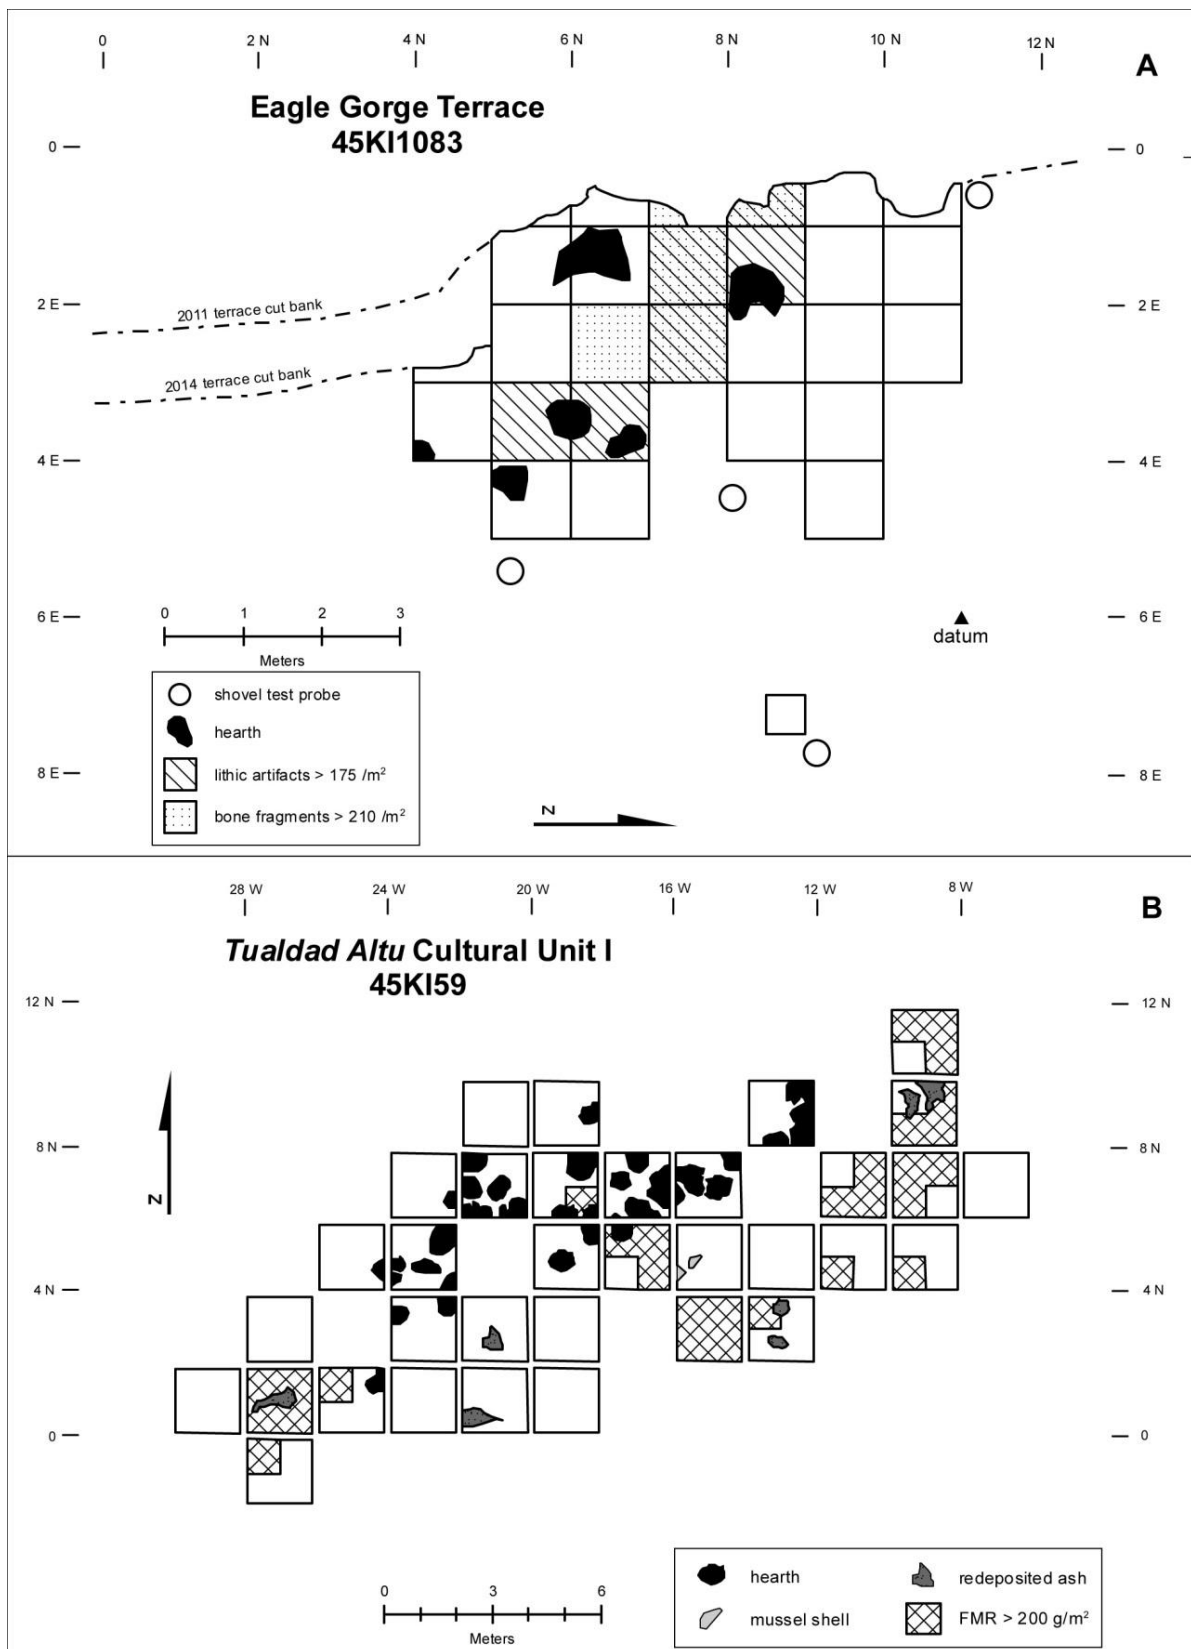 0 2 N 4 N 6 N 8 N 10 N 12 N
A
Eagle Gorge Terrace
45KI1083
0 0
2011 terrace cut bank
2 E 2 E
2014 terrace cut bank
4 E 4 E
6 E 6 E
datum
0 1 2 3
Meters
shovel test probe
hearth
lithic artifacts > 175 /m²
bone fragments > 210 /m²
8 E 8 E
N
28 W 24 W 20 W 16 W 12 W 8 W
B
Tualdad Altu Cultural Unit I
45KI59
12 N 12 N
N
8 N 8 N
4 N 4 N
0 0
0 3 6
Meters
hearth redeposited ash
mussel shell FMR > 200 g/m²